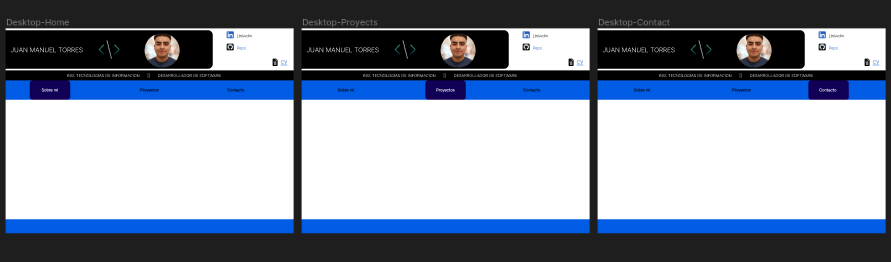 Desktop-Home
JUAN MANUEL TORRES
< \ >
Linkedin
Repo
CV
ING. TECNOLOGIAS DE INFORMACION || DESARROLLADOR DE SOFTWARE
Sobre mi
Proyectos
Contacto
Desktop-Proyects
JUAN MANUEL TORRES
< \ >
Linkedin
Repo
CV
ING. TECNOLOGIAS DE INFORMACION || DESARROLLADOR DE SOFTWARE
Sobre mi
Proyectos
Contacto
Desktop-Contact
JUAN MANUEL TORRES
< \ >
Linkedin
Repo
CV
ING. TECNOLOGIAS DE INFORMACION || DESARROLLADOR DE SOFTWARE
Sobre mi
Proyectos
Contacto